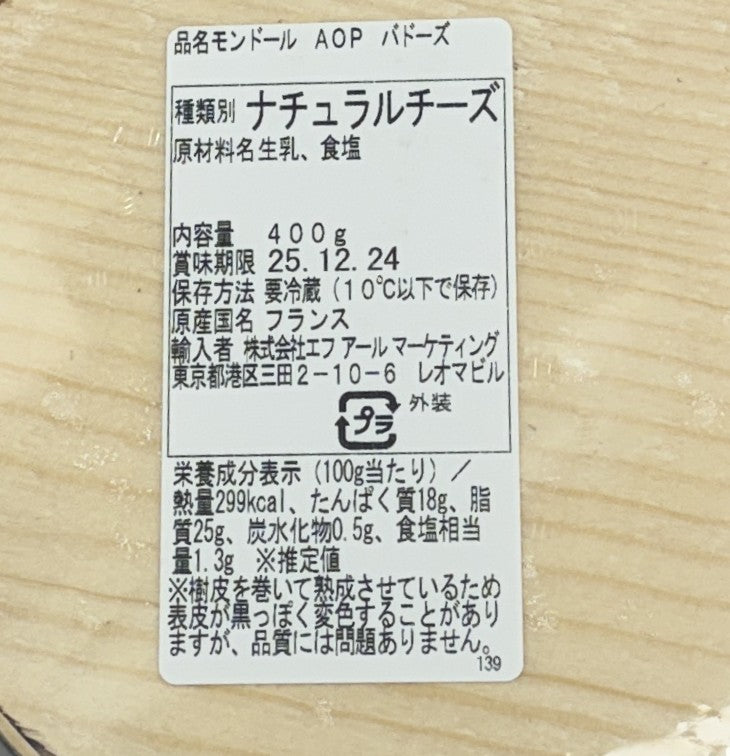 品名モンドール AOP バドーズ
種類別 ナチュラルチーズ
原材料名生乳、食塩
内容量 400g
賞味期限 25.12.24
保存方法 要冷蔵（10℃以下で保存）
原産国名 フランス
輸入者 株式会社エフ アール マーケティング
東京都港区三田2－10－6 レオマビル
プラ 外装
栄養成分表示（100g当たり）／
熱量299kcal、たんぱく質18g、脂
質25g、炭水化物0.5g、食塩相当
量1.3g ※推定値
※樹皮を巻いて熟成させているため
表皮が黒っぽく変色することがあり
ますが、品質には問題ありません。
139